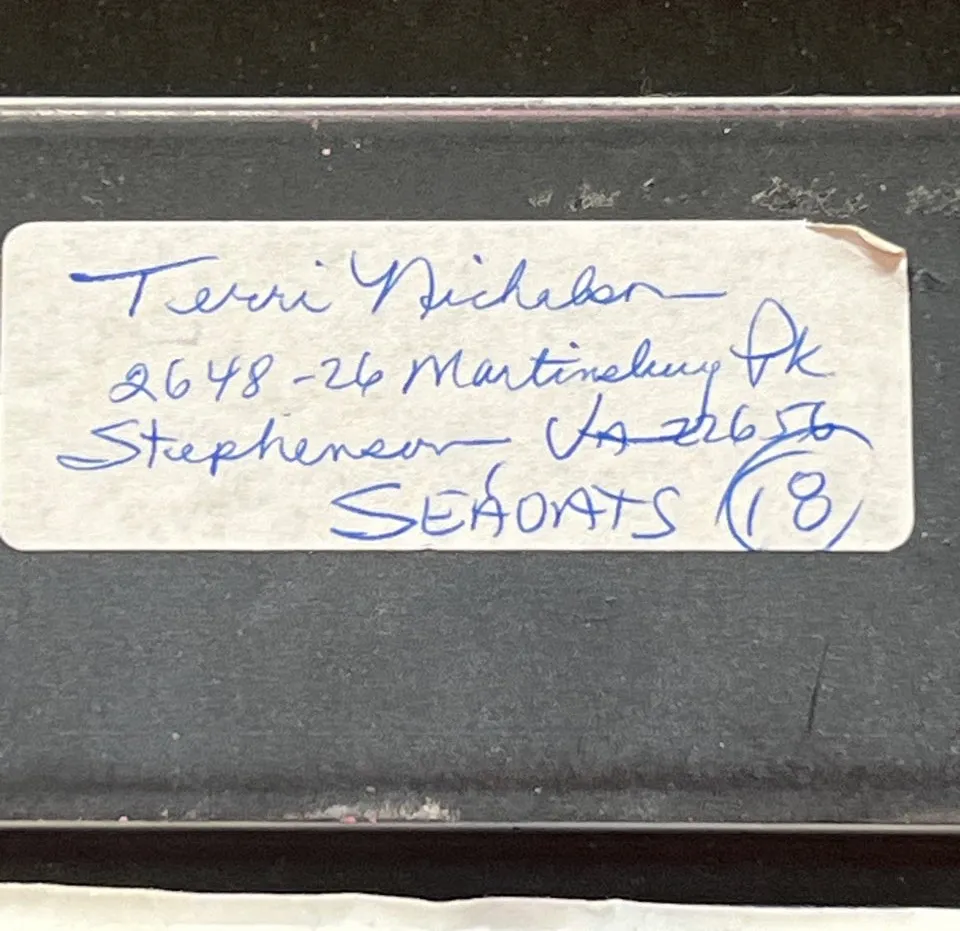 Terri Nicholson
2648-26 Martinsburg Pk
Stephenson, VA 22656
SEAOATS 18